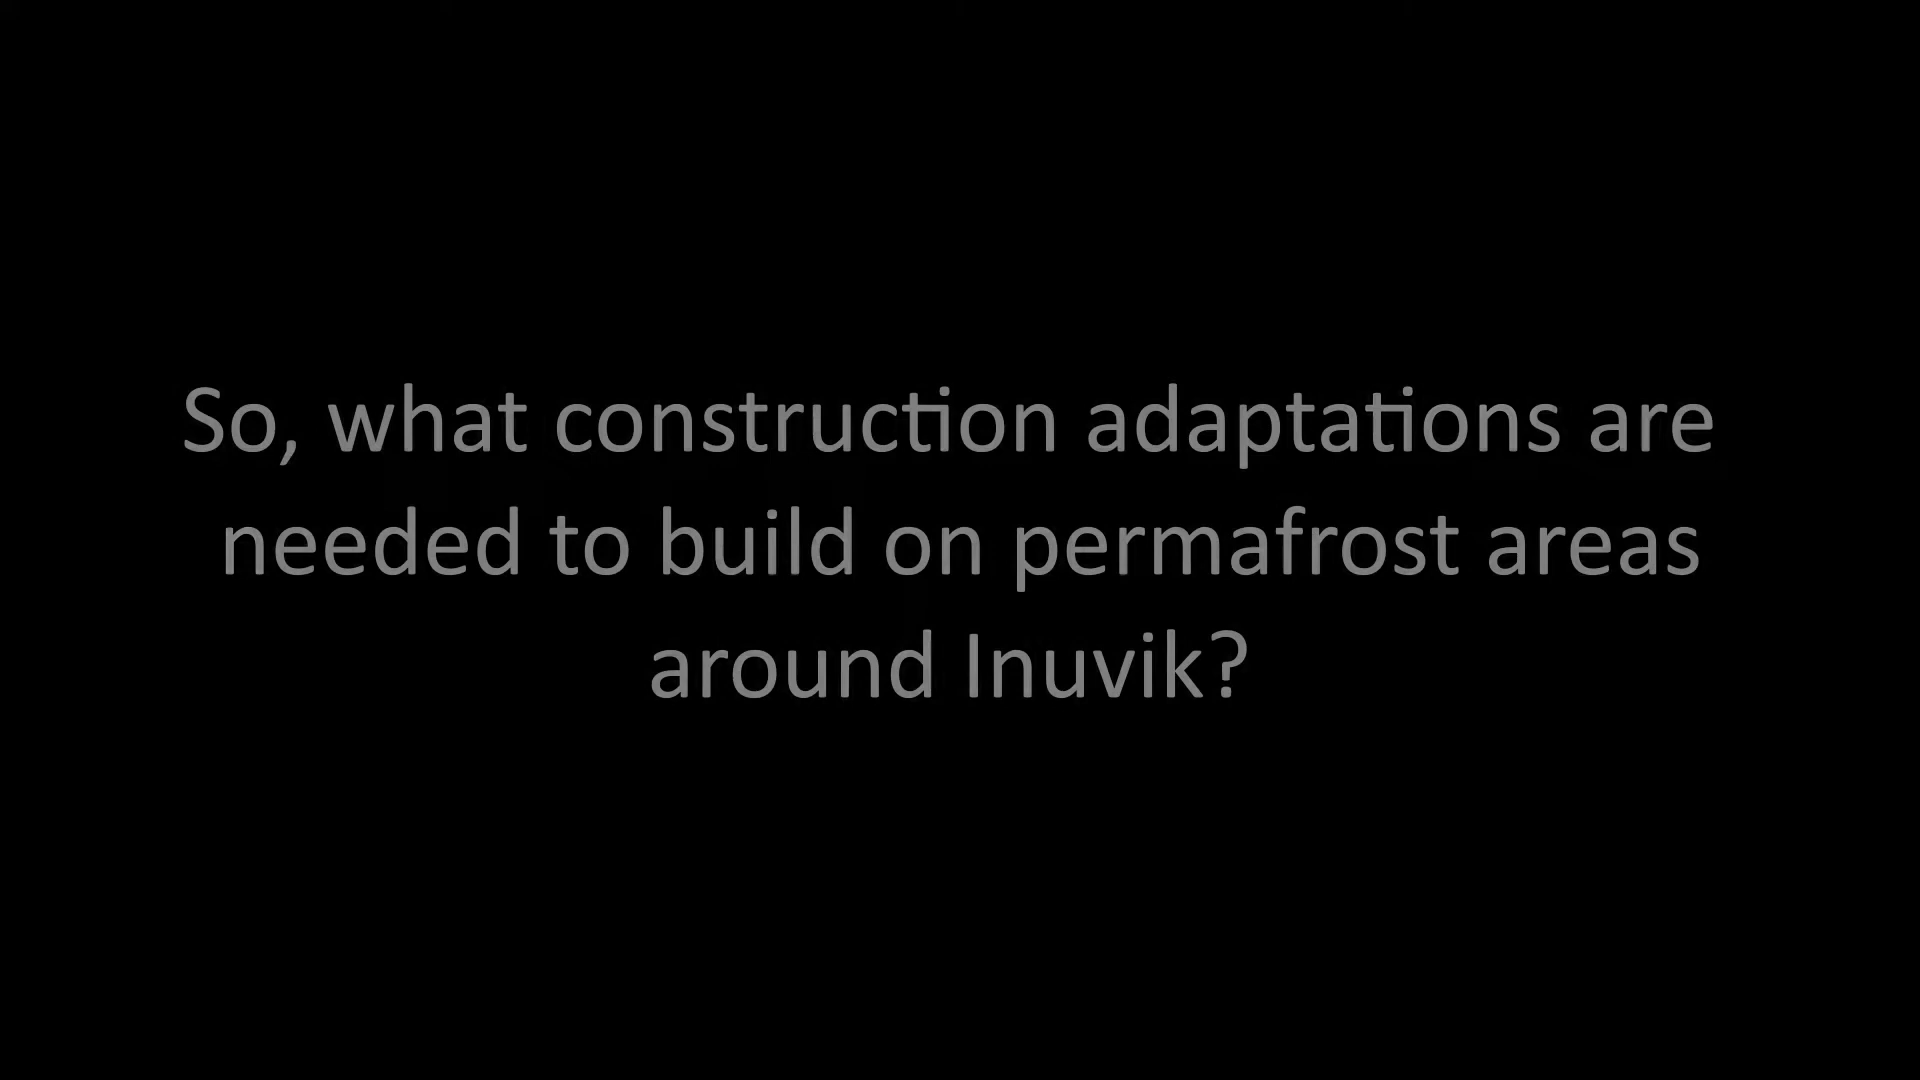 So, what construction adaptations are
needed to build on permafrost areas
around Inuvik?